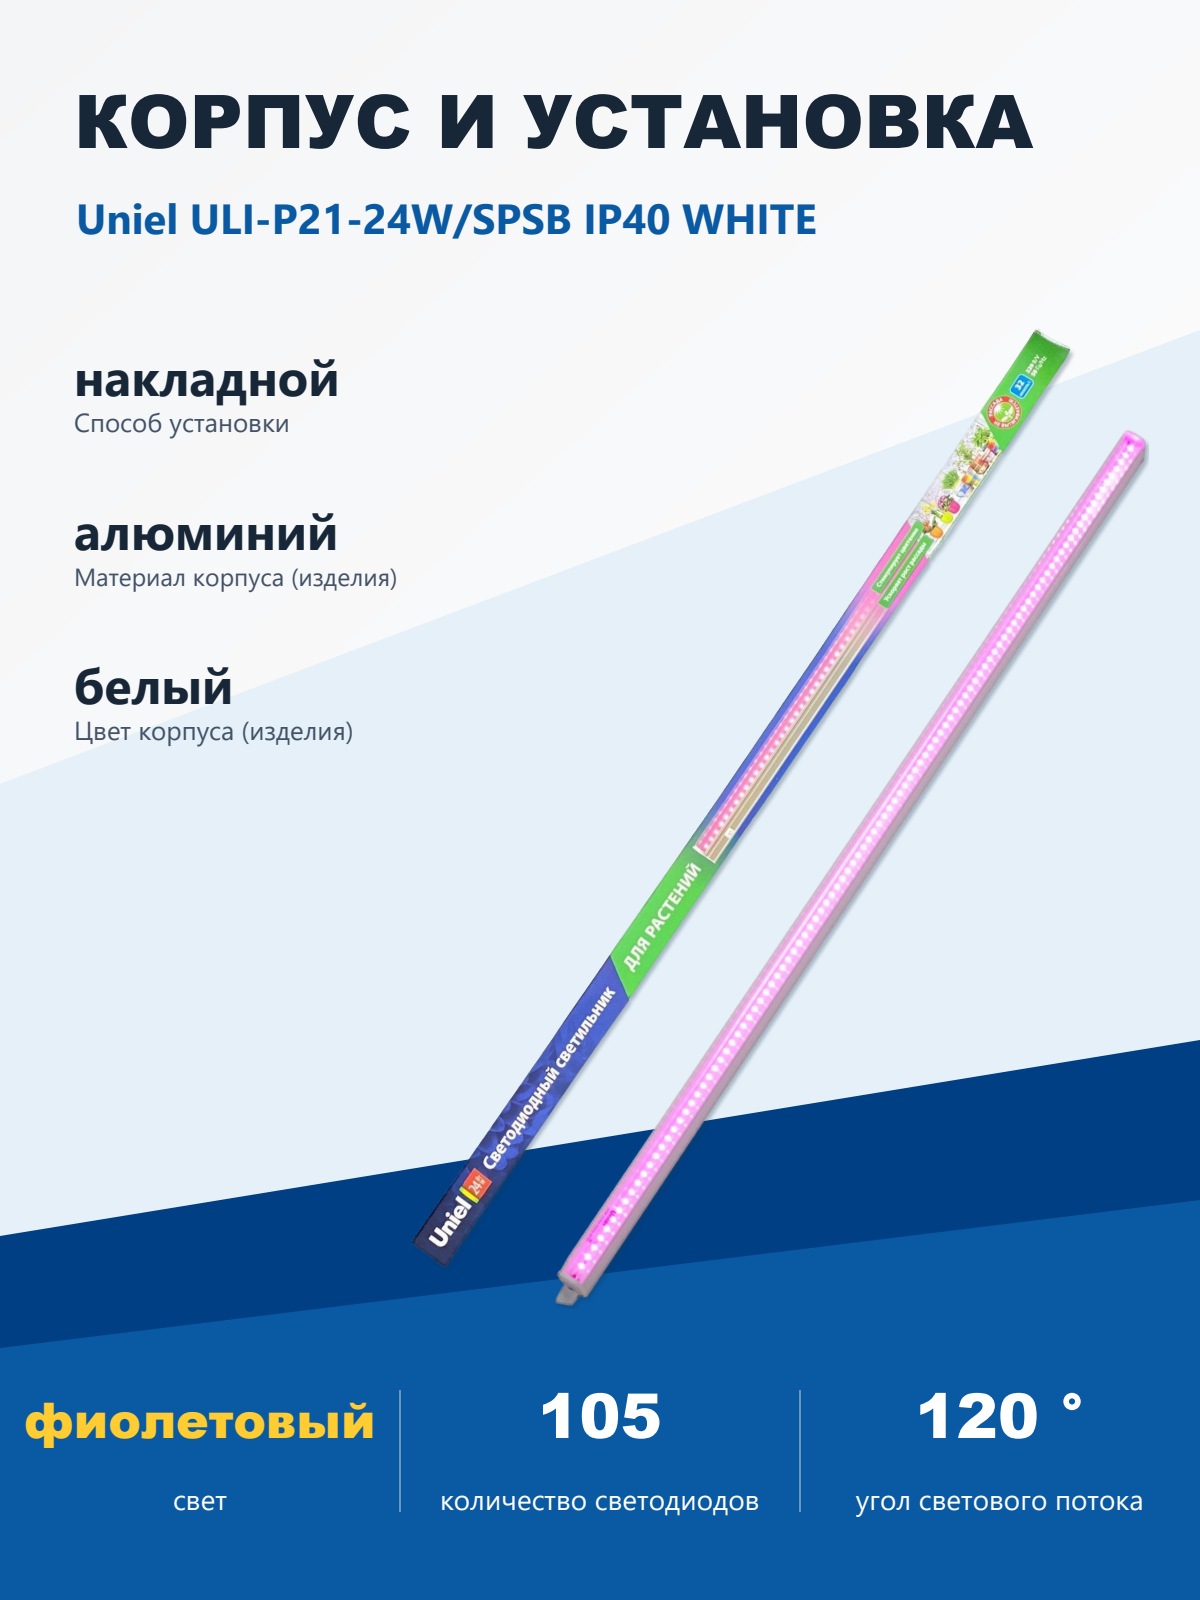 КОРПУС И УСТАНОВКА
Uniel ULI-P21-24W/SPSB IP40 WHITE
накладной
Способ установки
алюминий
Материал корпуса (изделия)
белый
Цвет корпуса (изделия)
ДЛЯ РАСТЕНИЙ
Светодиодный светильник
Uniel
24
фиолетовый
свет
105
количество светодиодов
120 °
угол светового потока